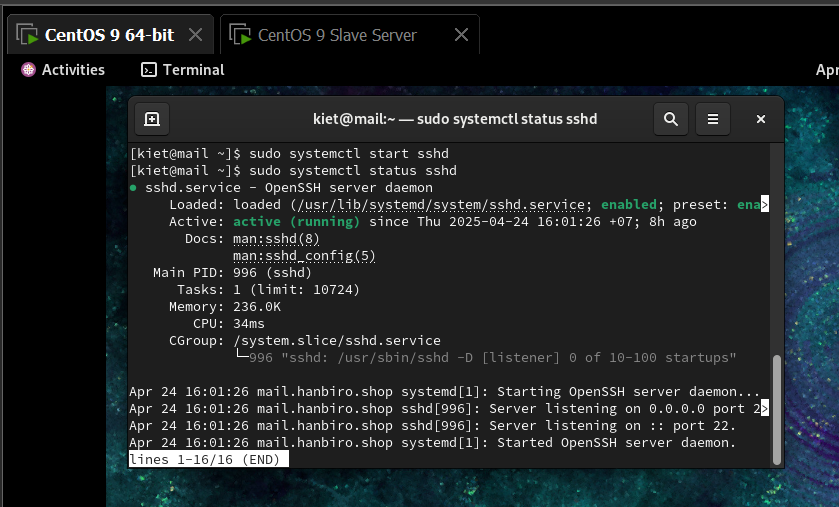 CentOS 9 64-bit
CentOS 9 Slave Server
Activities
Terminal
Apr
kiet@mail:~ — sudo systemctl status sshd
[kiet@mail ~]$ sudo systemctl start sshd
[kiet@mail ~]$ sudo systemctl status sshd
● sshd.service - OpenSSH server daemon
Loaded: loaded (/usr/lib/systemd/system/sshd.service; enabled; preset: ena>
Active: active (running) since Thu 2025-04-24 16:01:26 +07; 8h ago
Docs: man:sshd(8)
man:sshd_config(5)
Main PID: 996 (sshd)
Tasks: 1 (limit: 10724)
Memory: 236.0K
CPU: 34ms
CGroup: /system.slice/sshd.service
└─996 "sshd: /usr/sbin/sshd -D [listener] 0 of 10-100 startups"
Apr 24 16:01:26 mail.hanbiro.shop systemd[1]: Starting OpenSSH server daemon...
Apr 24 16:01:26 mail.hanbiro.shop sshd[996]: Server listening on 0.0.0.0 port 2>
Apr 24 16:01:26 mail.hanbiro.shop sshd[996]: Server listening on :: port 22.
Apr 24 16:01:26 mail.hanbiro.shop systemd[1]: Started OpenSSH server daemon.
lines 1-16/16 (END)